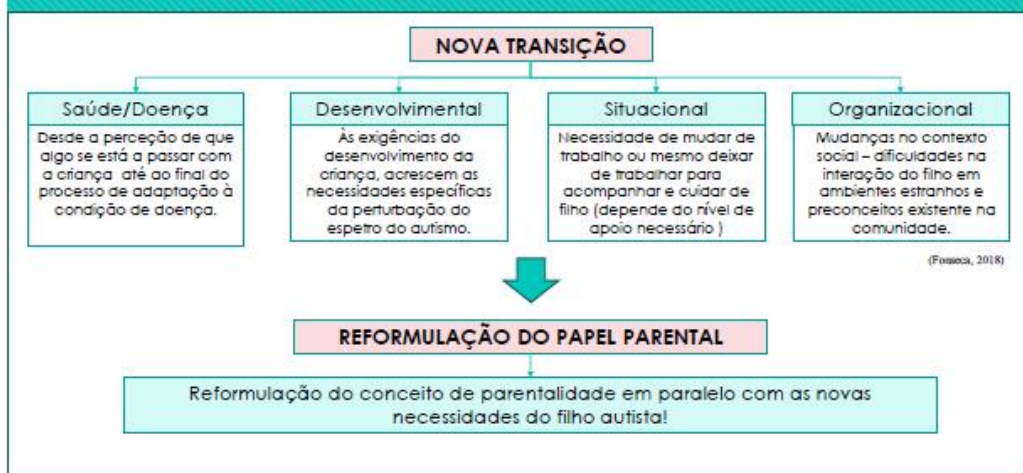 NOVA TRANSIÇÃO
Saúde/Doença
Desde a perceção de que
algo se está a passar com
a criança até ao final do
processo de adaptação à
condição de doença.
Desenvolvimental
Às exigências do
desenvolvimento da
criança, acrescem as
necessidades específicas
da perturbação do
espetro do autismo.
Situacional
Necessidade de mudar de
trabalho ou mesmo deixar
de trabalhar para
acompanhar e cuidar de
filho (depende do nível de
apoio necessário )
Organizacional
Mudanças no contexto
social – dificuldades na
interação do filho em
ambientes estranhos e
preconceitos existente na
comunidade.
(Fonseca, 2018)
REFORMULAÇÃO DO PAPEL PARENTAL
Reformulação do conceito de parentalidade em paralelo com as novas
necessidades do filho autista!